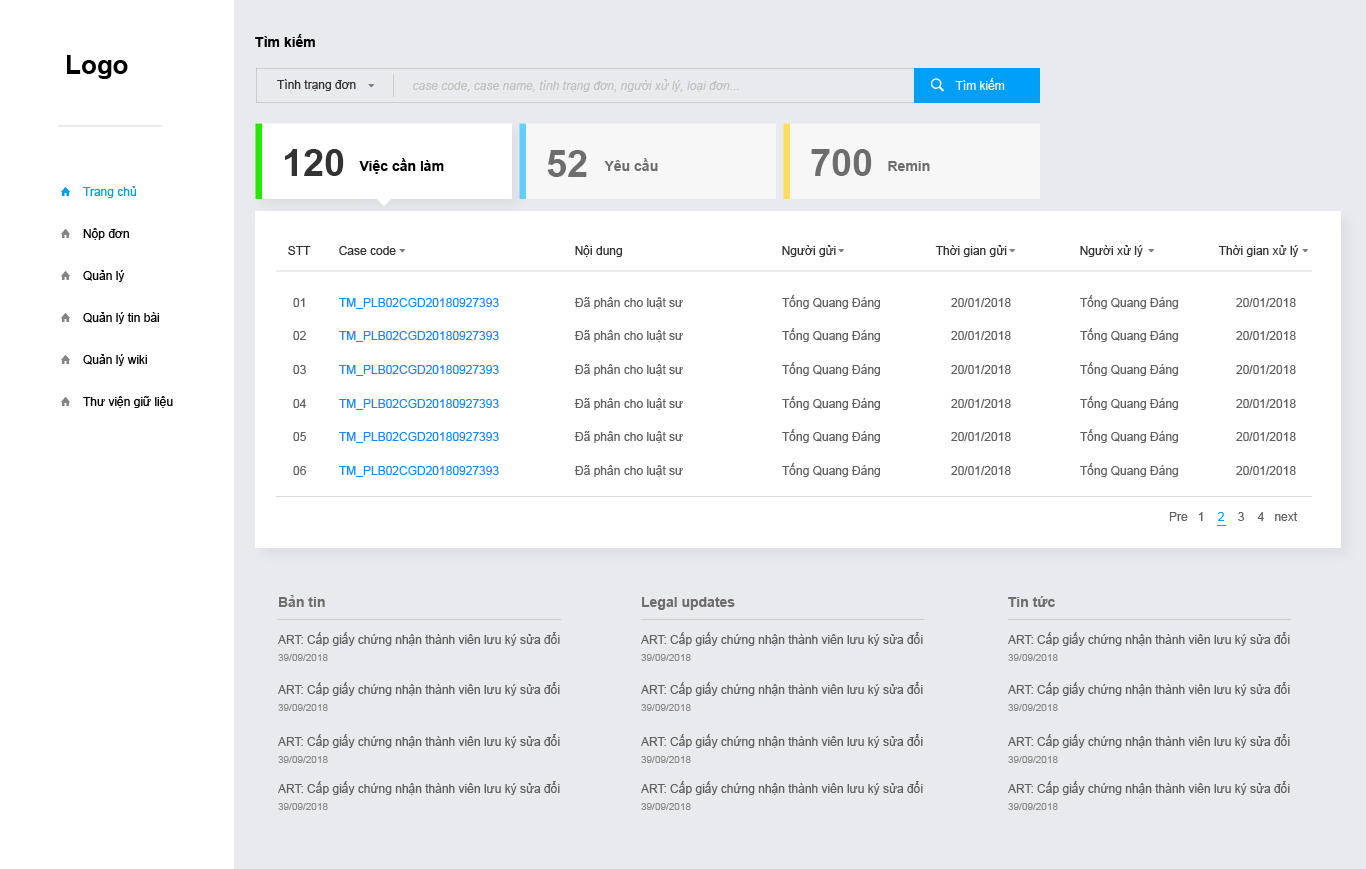 Logo
Trang chủ
Nộp đơn
Quản lý
Quản lý tin bài
Quản lý wiki
Thư viện giữ liệu
Tìm kiếm
Tình trạng đơn case code, case name, tình trạng đơn, người xử lý, loại đơn... Tìm kiếm
120 Việc cần làm 52 Yêu cầu 700 Remin
STT Case code Nội dung Người gửi Thời gian gửi Người xử lý Thời gian xử lý
01 TM_PLB02CGD20180927393 Đã phân cho luật sư Tống Quang Đáng 20/01/2018 Tống Quang Đáng 20/01/2018
02 TM_PLB02CGD20180927393 Đã phân cho luật sư Tống Quang Đáng 20/01/2018 Tống Quang Đáng 20/01/2018
03 TM_PLB02CGD20180927393 Đã phân cho luật sư Tống Quang Đáng 20/01/2018 Tống Quang Đáng 20/01/2018
04 TM_PLB02CGD20180927393 Đã phân cho luật sư Tống Quang Đáng 20/01/2018 Tống Quang Đáng 20/01/2018
05 TM_PLB02CGD20180927393 Đã phân cho luật sư Tống Quang Đáng 20/01/2018 Tống Quang Đáng 20/01/2018
06 TM_PLB02CGD20180927393 Đã phân cho luật sư Tống Quang Đáng 20/01/2018 Tống Quang Đáng 20/01/2018
Pre 1 2 3 4 next
Bản tin
ART: Cấp giấy chứng nhận thành viên lưu ký sửa đổi
39/09/2018
ART: Cấp giấy chứng nhận thành viên lưu ký sửa đổi
39/09/2018
ART: Cấp giấy chứng nhận thành viên lưu ký sửa đổi
39/09/2018
ART: Cấp giấy chứng nhận thành viên lưu ký sửa đổi
39/09/2018
Legal updates
ART: Cấp giấy chứng nhận thành viên lưu ký sửa đổi
39/09/2018
ART: Cấp giấy chứng nhận thành viên lưu ký sửa đổi
39/09/2018
ART: Cấp giấy chứng nhận thành viên lưu ký sửa đổi
39/09/2018
ART: Cấp giấy chứng nhận thành viên lưu ký sửa đổi
39/09/2018
Tin tức
ART: Cấp giấy chứng nhận thành viên lưu ký sửa đổi
39/09/2018
ART: Cấp giấy chứng nhận thành viên lưu ký sửa đổi
39/09/2018
ART: Cấp giấy chứng nhận thành viên lưu ký sửa đổi
39/09/2018
ART: Cấp giấy chứng nhận thành viên lưu ký sửa đổi
39/09/2018